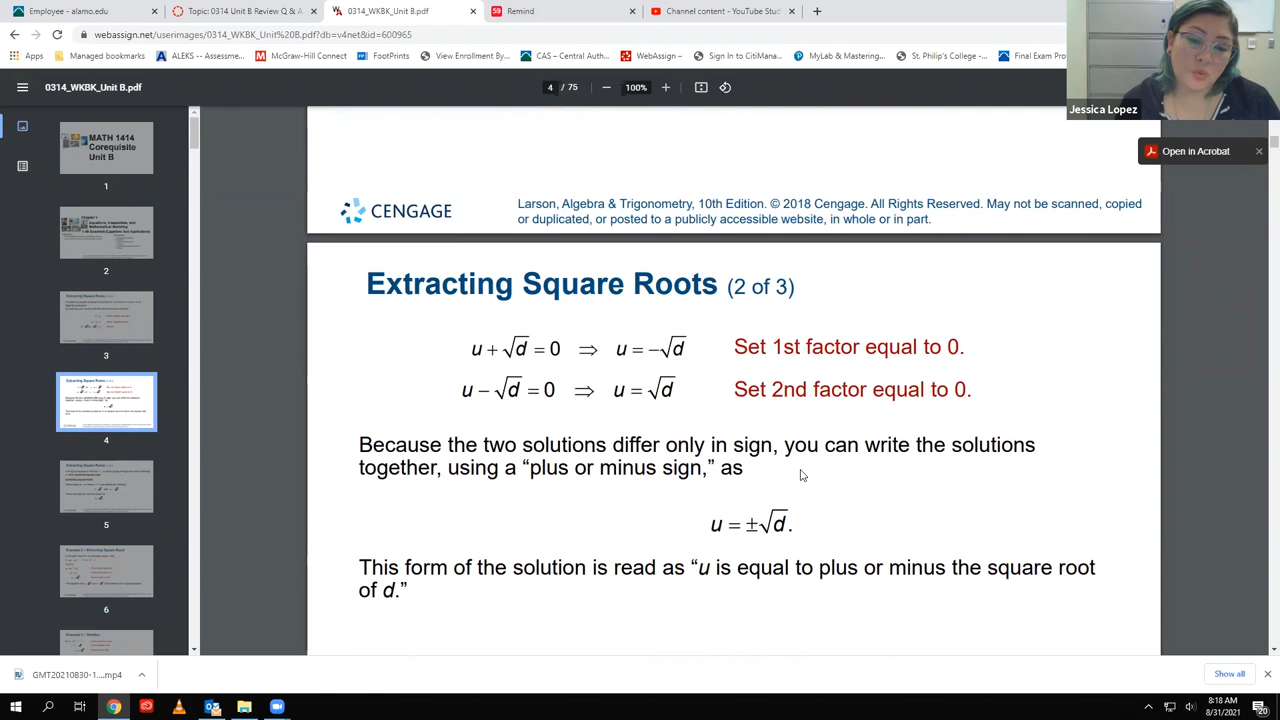 Employee - alamo.edu
Topic: 0314 Unit B Review Q & A
0314_WKBK_Unit B.pdf
59 Remind
Channel content - YouTube Stu
webassign.net/userimages/0314_WKBK_Unit%20B.pdf?db=v4net&id=600965
Apps
Managed bookmarks
ALEKS -- Assessme...
McGraw-Hill Connect
FootPrints
View Enrollment By...
CAS – Central Auth...
WebAssign –
Sign In to CitiMana...
MyLab & Mastering...
St. Philip's College -...
Final Exam Pro
0314_WKBK_Unit B.pdf
4 / 75
100%
Jessica Lopez
Open in Acrobat
MATH 1414
Corequisite
Unit B
1
2
3
4
5
6
CENGAGE
Larson, Algebra & Trigonometry, 10th Edition. © 2018 Cengage. All Rights Reserved. May not be scanned, copied
or duplicated, or posted to a publicly accessible website, in whole or in part.
Extracting Square Roots (2 of 3)
u + √d = 0 ⇒ u = −√d Set 1st factor equal to 0.
u − √d = 0 ⇒ u = √d Set 2nd factor equal to 0.
Because the two solutions differ only in sign, you can write the solutions
together, using a “plus or minus sign,” as
u = ±√d.
This form of the solution is read as “u is equal to plus or minus the square root
of d.”
GMT20210830-1....mp4
Show all
8:18 AM
8/31/2021
20